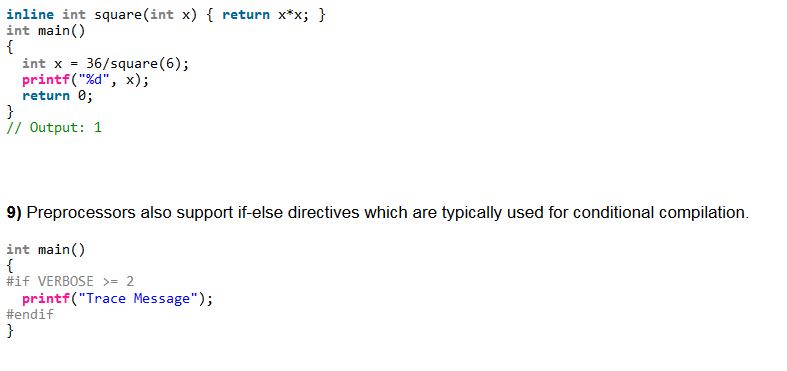 inline int square(int x) { return x*x; }
int main()
{
  int x = 36/square(6);
  printf("%d", x);
  return 0;
}
// Output: 1
9) Preprocessors also support if-else directives which are typically used for conditional compilation.
int main()
{
#if VERBOSE >= 2
  printf("Trace Message");
#endif
}